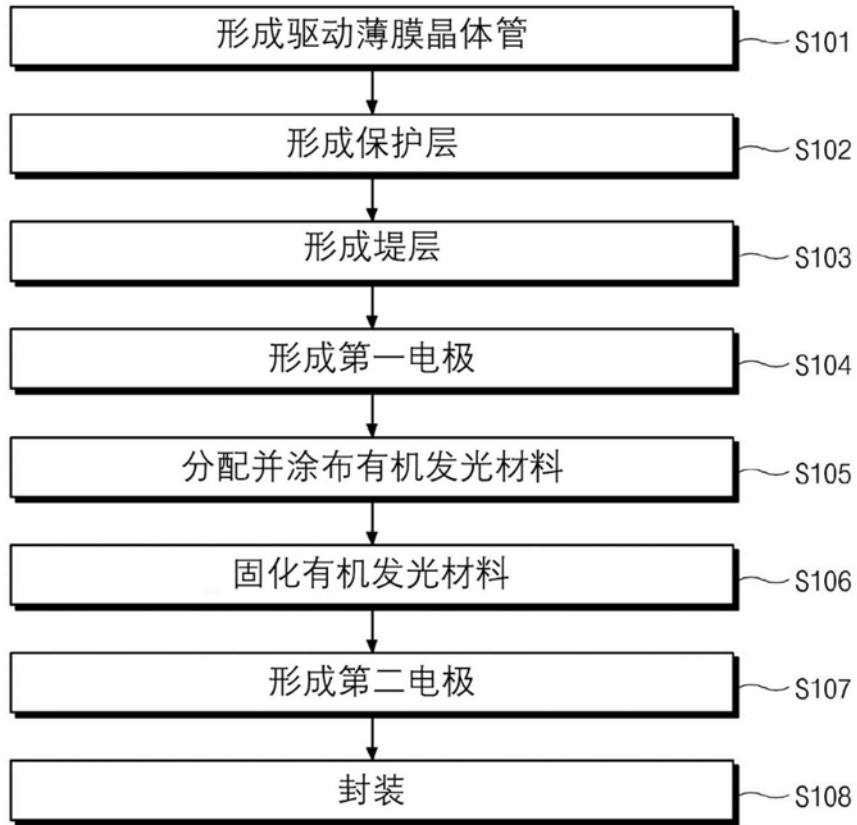 形成驱动薄膜晶体管 S101
形成保护层 S102
形成堤层 S103
形成第一电极 S104
分配并涂布有机发光材料 S105
固化有机发光材料 S106
形成第二电极 S107
封装 S108